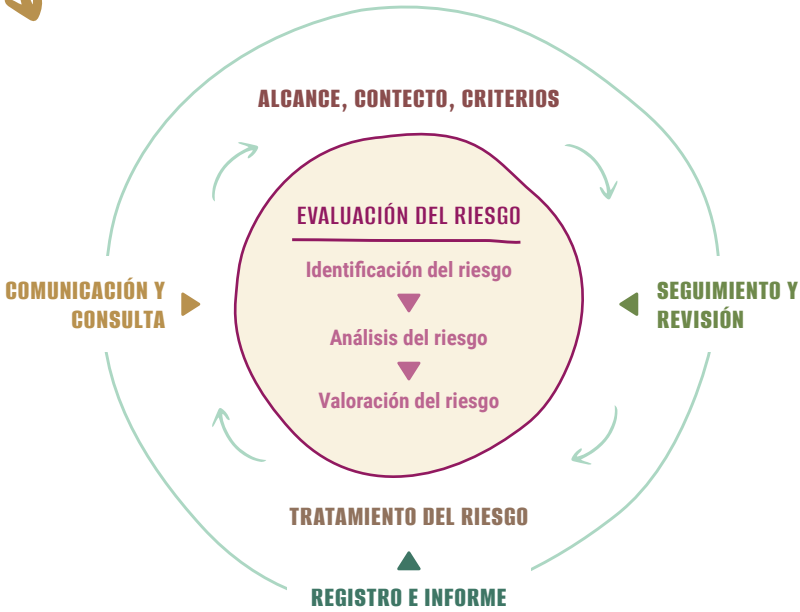 ALCANCE, CONTECTO, CRITERIOS
EVALUACIÓN DEL RIESGO
Identificación del riesgo
Análisis del riesgo
Valoración del riesgo
COMUNICACIÓN Y
CONSULTA
SEGUIMIENTO Y
REVISIÓN
TRATAMIENTO DEL RIESGO
REGISTRO E INFORME